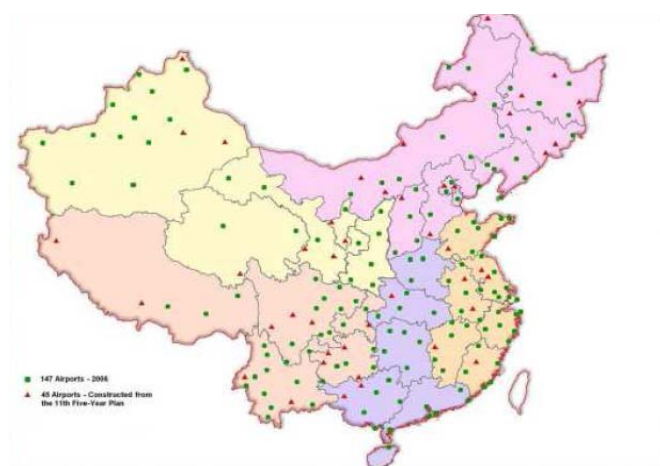 147 Airports - 2006
45 Airports - Constructed from
the 11th Five-Year Plan